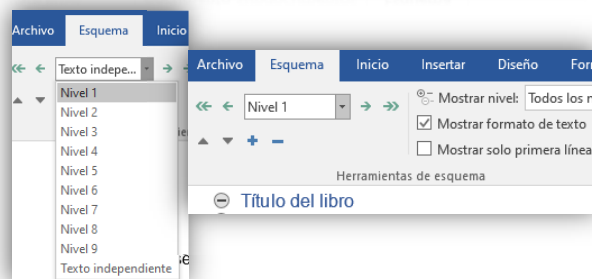 Archivo Esquema Inicio
Texto indepe...
Nivel 1
Nivel 2
Nivel 3
Nivel 4
Nivel 5
Nivel 6
Nivel 7
Nivel 8
Nivel 9
Texto independiente
Archivo Esquema Inicio Insertar Diseño For
Nivel 1 Mostrar nivel: Todos los n
Mostrar formato de texto
Mostrar solo primera línea
Herramientas de esquema
Título del libro